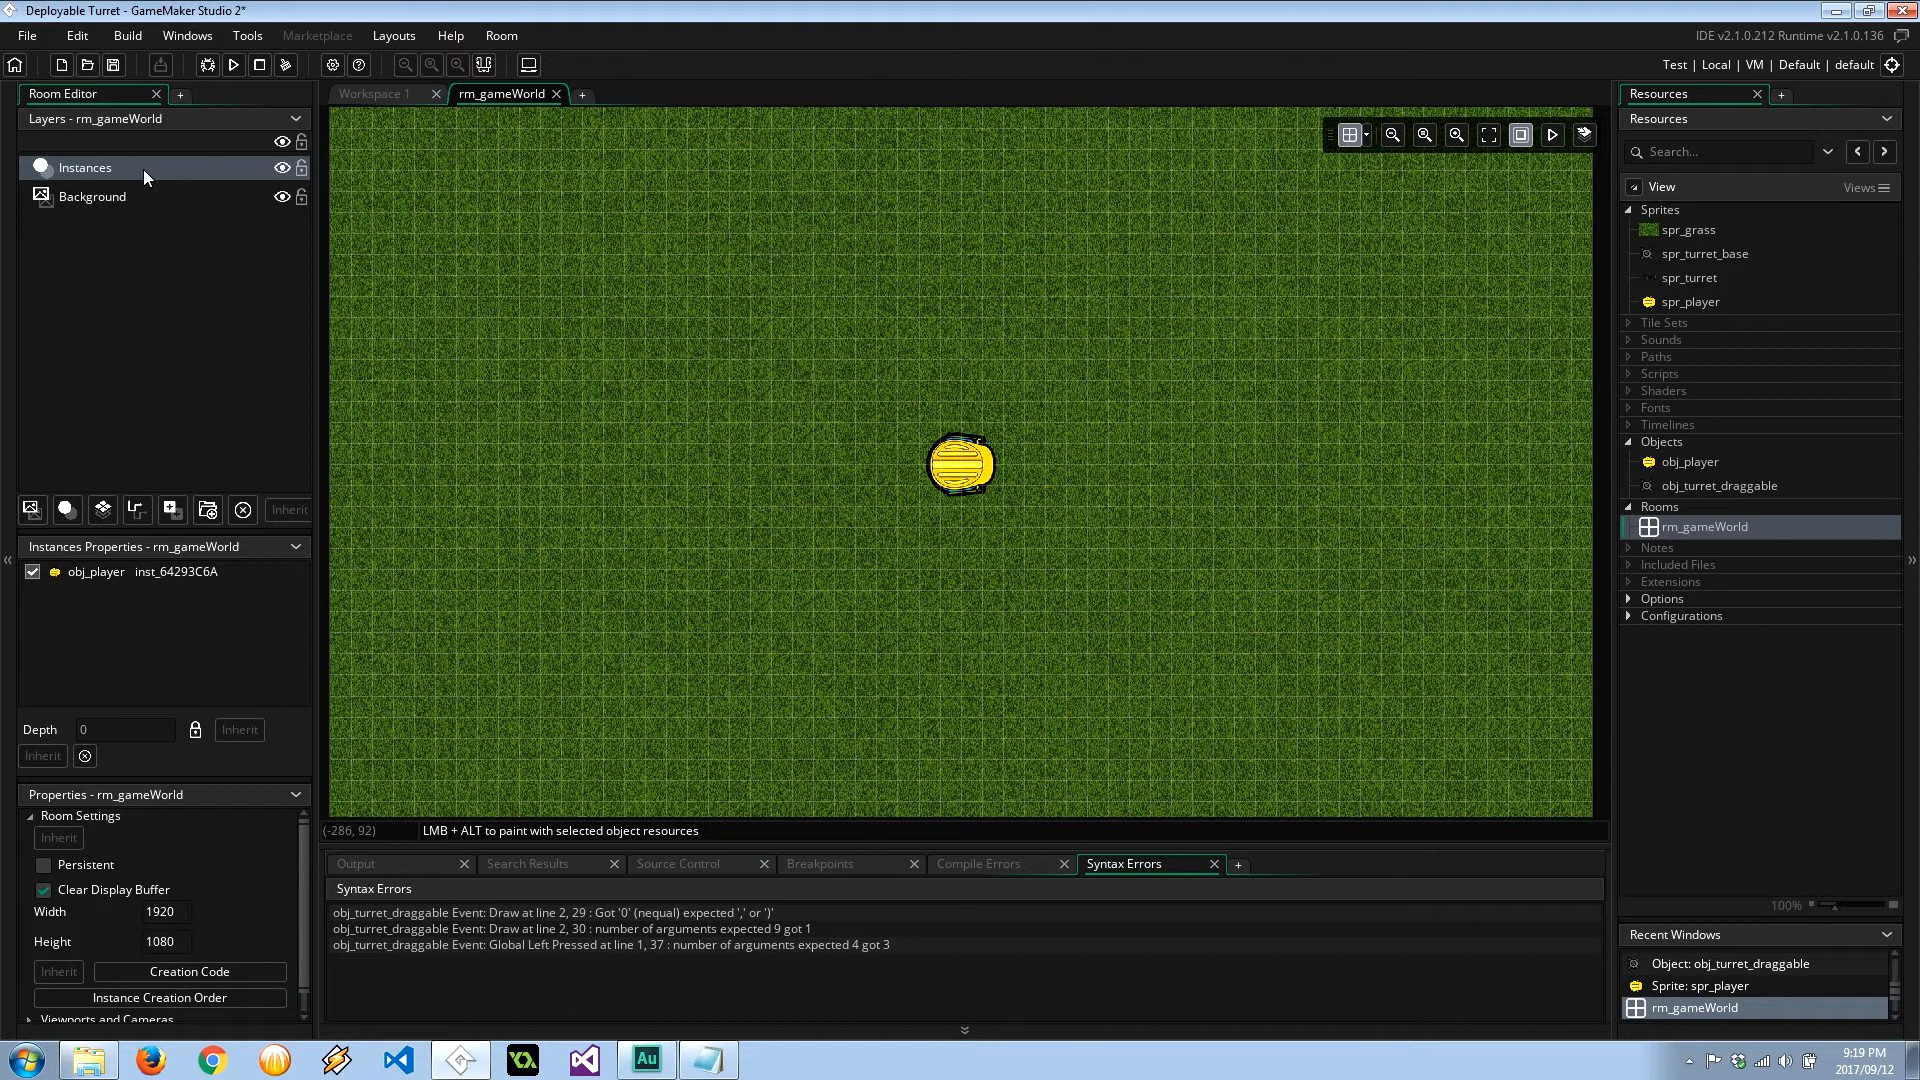 Deployable Turret - GameMaker Studio 2*
File Edit Build Windows Tools Marketplace Layouts Help Room
IDE v2.1.0.212 Runtime v2.1.0.136
Test | Local | VM | Default | default
Room Editor
Workspace 1
rm_gameWorld
Resources
Layers - rm_gameWorld
Resources
Search...
Instances
Background
View
Views
Sprites
spr_grass
spr_turret_base
spr_turret
spr_player
Tile Sets
Sounds
Paths
Scripts
Shaders
Fonts
Timelines
Objects
obj_player
obj_turret_draggable
Rooms
rm_gameWorld
Notes
Included Files
Extensions
Options
Configurations
100%
Inherit
Instances Properties - rm_gameWorld
obj_player inst_64293C6A
Depth 0 Inherit
Inherit
Properties - rm_gameWorld
Room Settings
Inherit
Persistent
Clear Display Buffer
Width 1920
Height 1080
Inherit Creation Code
Instance Creation Order
Viewports and Cameras
(-286, 92) LMB + ALT to paint with selected object resources
Output
Search Results
Source Control
Breakpoints
Compile Errors
Syntax Errors
Syntax Errors
obj_turret_draggable Event: Draw at line 2, 29 : Got '0' (nequal) expected ',' or ')'
obj_turret_draggable Event: Draw at line 2, 30 : number of arguments expected 9 got 1
obj_turret_draggable Event: Global Left Pressed at line 1, 37 : number of arguments expected 4 got 3
Recent Windows
Object: obj_turret_draggable
Sprite: spr_player
rm_gameWorld
Au
9:19 PM
2017/09/12